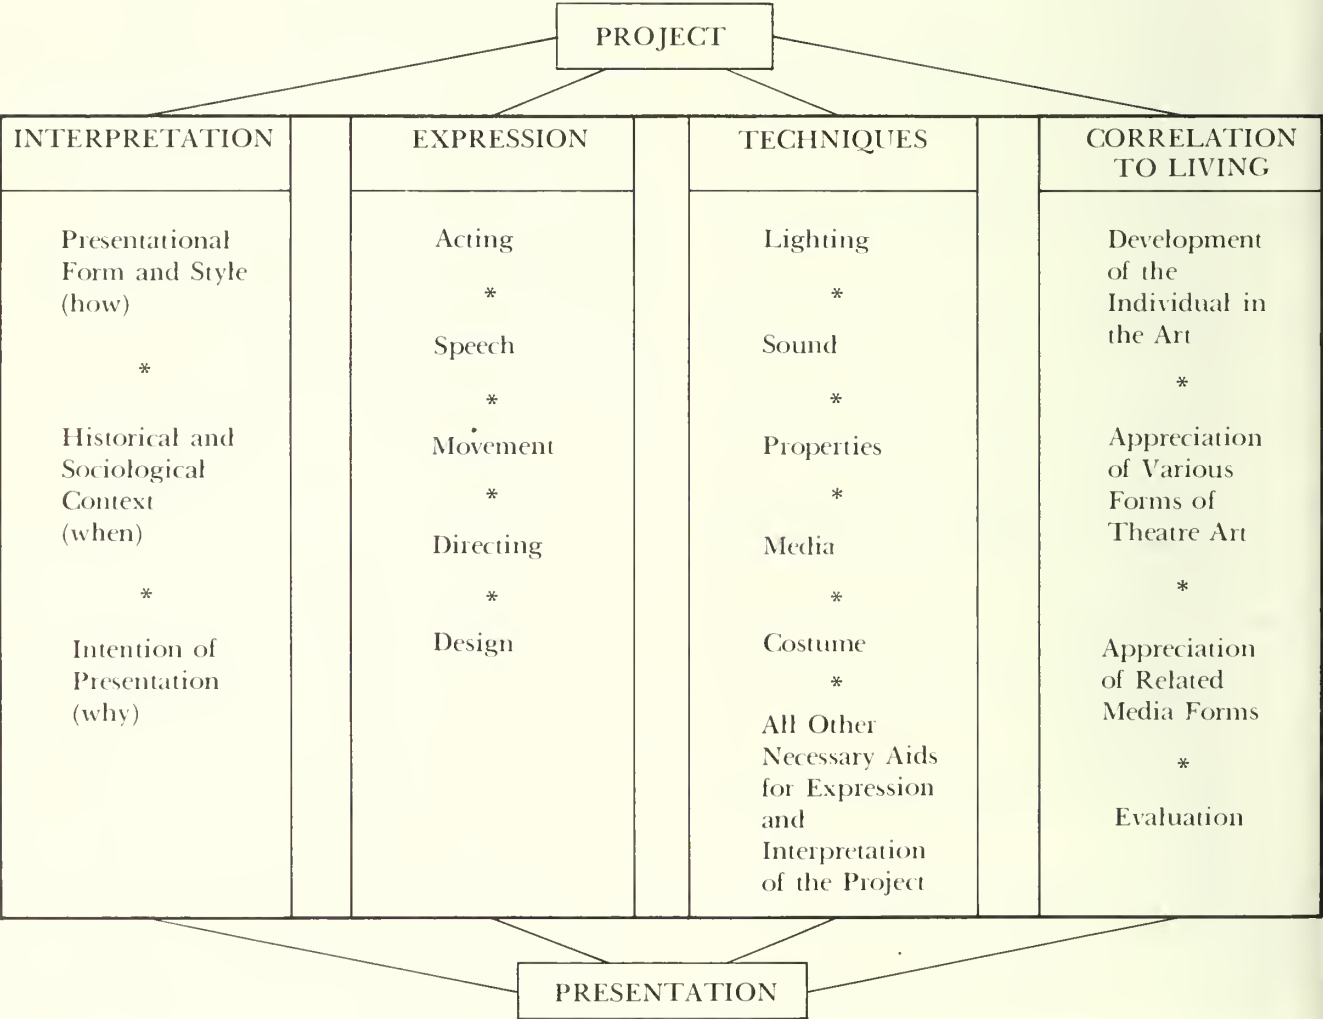 PROJECT
INTERPRETATION
Presentational
Form and Style
(how)
*
Historical and
Sociological
Context
(when)
*
Intention of
Presentation
(why)
EXPRESSION
Acting
*
Speech
*
Movement
*
Directing
*
Design
TECHNIQUES
Lighting
*
Sound
*
Properties
*
Media
*
Costume
*
All Other
Necessary Aids
for Expression
and
Interpretation
of the Project
CORRELATION
TO LIVING
Development
of the
Individual in
the Art
*
Appreciation
of Various
Forms of
Theatre Art
*
Appreciation
of Related
Media Forms
*
Evaluation
PRESENTATION